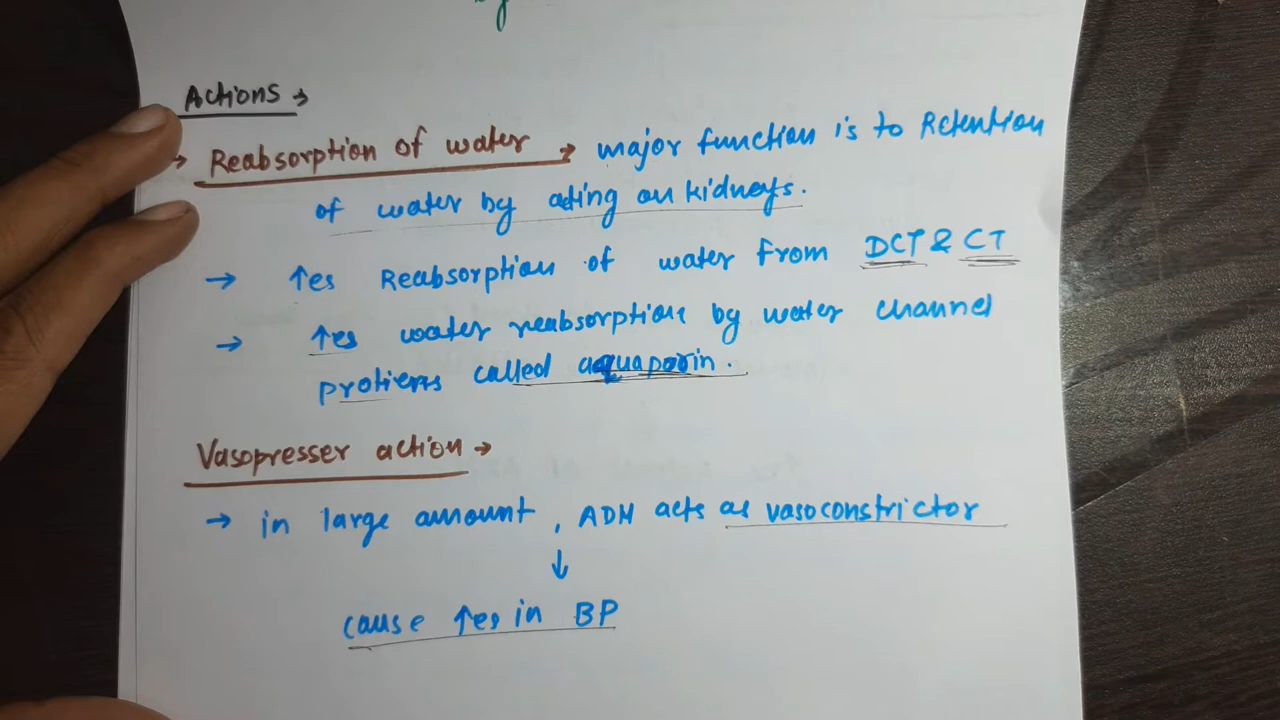 Actions →
→ Reabsorption of water → major function is to Retention
of water by acting on kidneys.
→ ↑es Reabsorption of water from DCT & CT
→ ↑es water reabsorption by water channel
protiens called aquaporin.
Vasopresser action →
→ in large amount, ADH acts as vasoconstrictor
↓
cause ↑es in BP